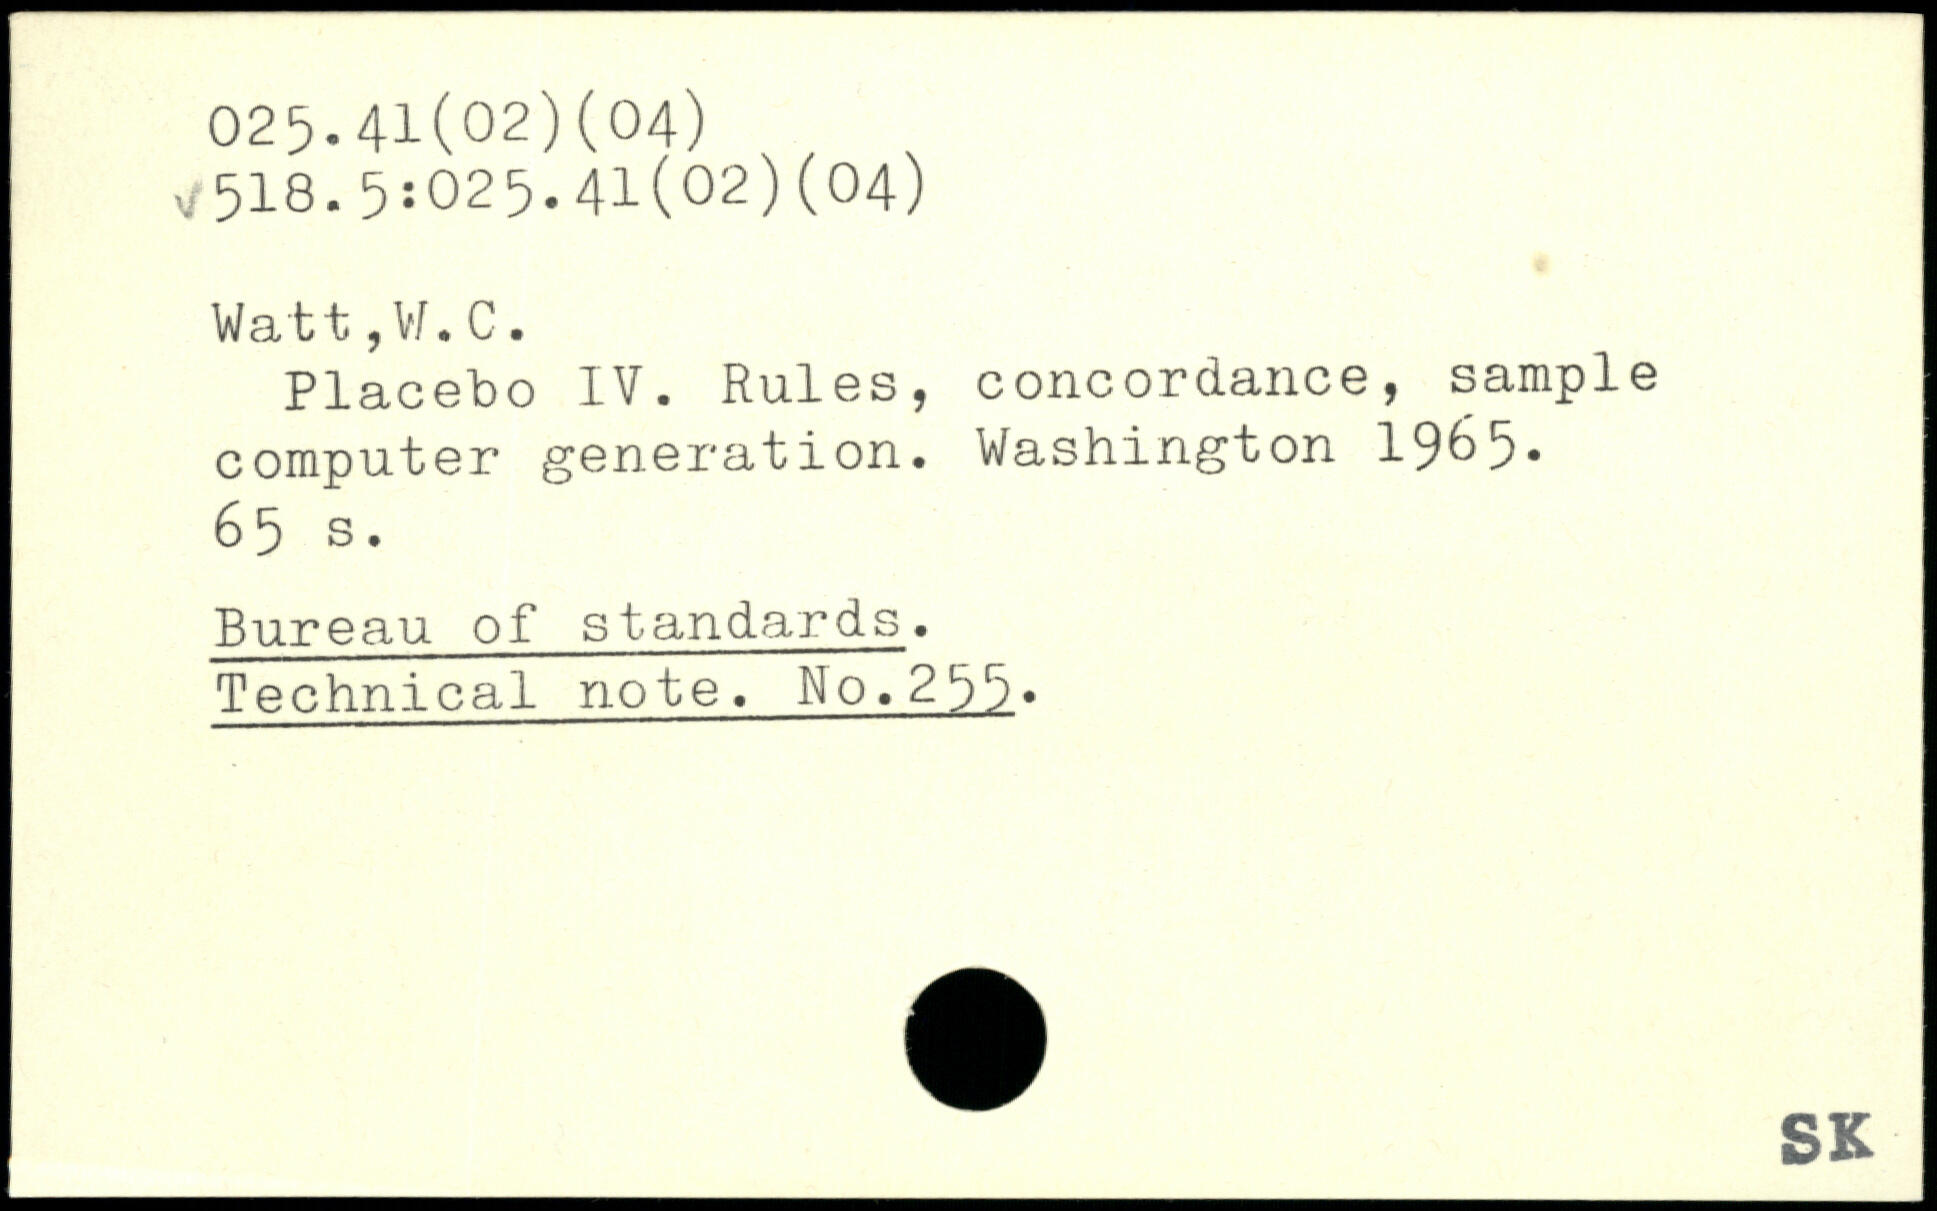 025.41(02)(04)
✓518.5:025.41(02)(04)
Watt,W.C.
Placebo IV. Rules, concordance, sample
computer generation. Washington 1965.
65 s.
Bureau of standards.
Technical note. No.255.
SK